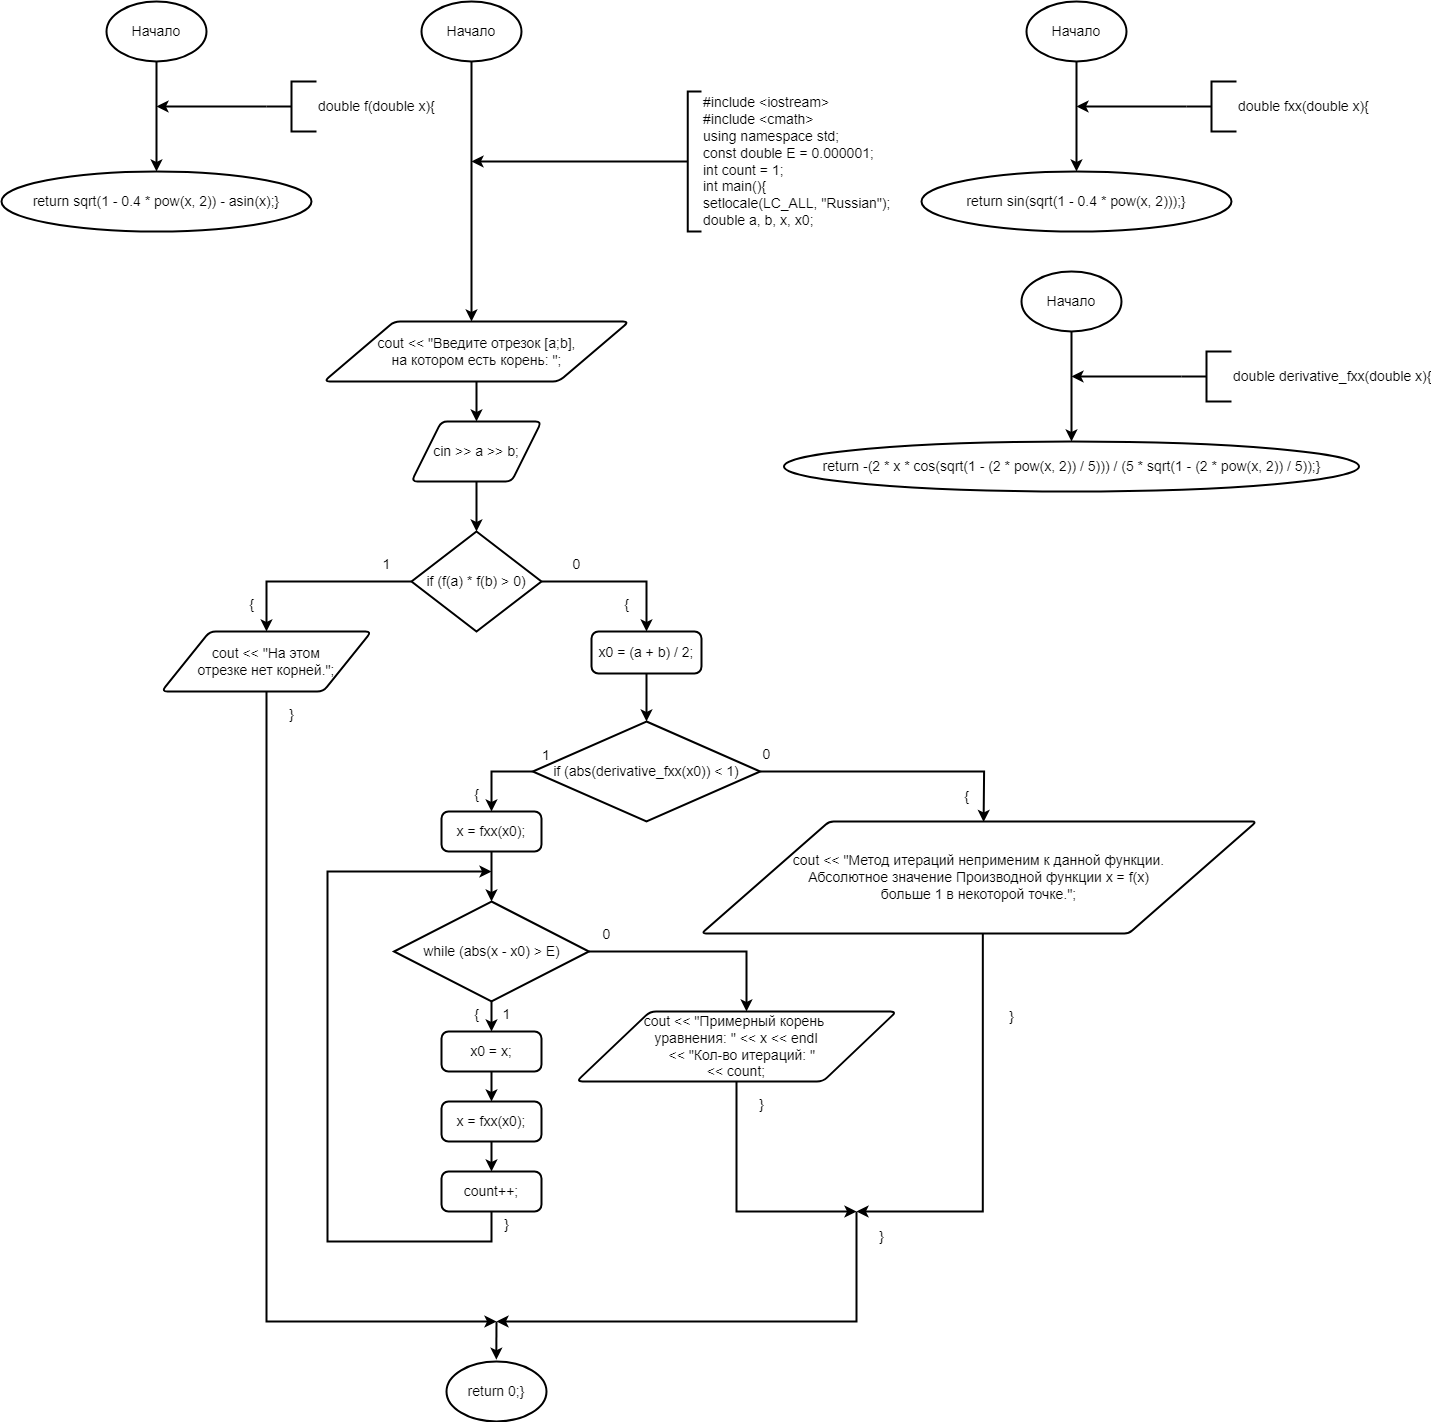 Начало
double f(double x){
return sqrt(1 - 0.4 * pow(x, 2)) - asin(x);}
Начало
#include <iostream>
#include <cmath>
using namespace std;
const double E = 0.000001;
int count = 1;
int main(){
setlocale(LC_ALL, "Russian");
double a, b, x, x0;
Начало
double fxx(double x){
return sin(sqrt(1 - 0.4 * pow(x, 2)));}
Начало
double derivative_fxx(double x){
return -(2 * x * cos(sqrt(1 - (2 * pow(x, 2)) / 5))) / (5 * sqrt(1 - (2 * pow(x, 2)) / 5));}
cout << "Введите отрезок [a;b],
на котором есть корень: ";
cin >> a >> b;
if (f(a) * f(b) > 0)
1
0
{
{
cout << "На этом
отрезке нет корней.";
}
x0 = (a + b) / 2;
if (abs(derivative_fxx(x0)) < 1)
1
0
{
{
x = fxx(x0);
cout << "Метод итераций неприменим к данной функции.
Абсолютное значение Производной функции x = f(x)
больше 1 в некоторой точке.";
while (abs(x - x0) > E)
0
{
1
}
cout << "Примерный корень
уравнения: " << x << endl
<< "Кол-во итераций: "
<< count;
x0 = x;
}
x = fxx(x0);
count++;
}
}
return 0;}